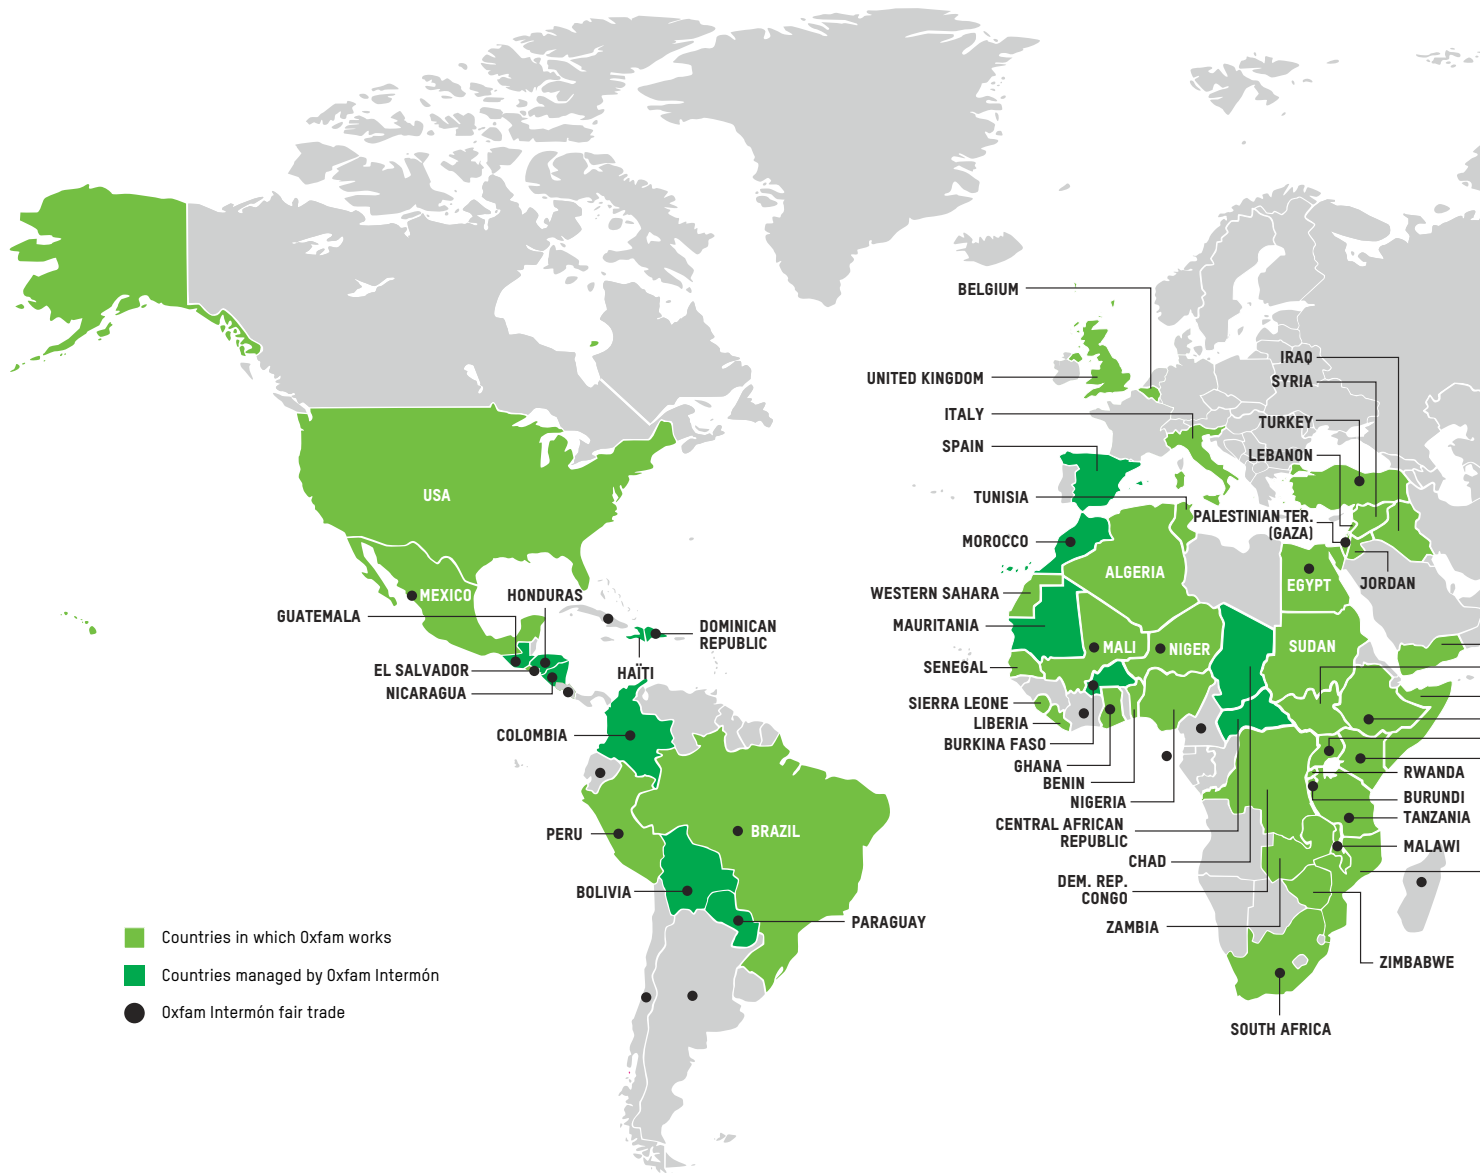 BELGIUM
IRAQ
UNITED KINGDOM
SYRIA
ITALY
TURKEY
SPAIN
LEBANON
USA
TUNISIA
PALESTINIAN TER.
(GAZA)
MOROCCO
ALGERIA
EGYPT
JORDAN
MEXICO
HONDURAS
WESTERN SAHARA
GUATEMALA
DOMINICAN
REPUBLIC
MAURITANIA
MALI
NIGER
SUDAN
EL SALVADOR
HAÏTI
SENEGAL
NICARAGUA
SIERRA LEONE
LIBERIA
COLOMBIA
BURKINA FASO
GHANA
RWANDA
BENIN
BURUNDI
NIGERIA
TANZANIA
PERU
BRAZIL
CENTRAL AFRICAN
REPUBLIC
MALAWI
CHAD
BOLIVIA
DEM. REP.
CONGO
PARAGUAY
ZAMBIA
Countries in which Oxfam works
ZIMBABWE
Countries managed by Oxfam Intermón
Oxfam Intermón fair trade
SOUTH AFRICA